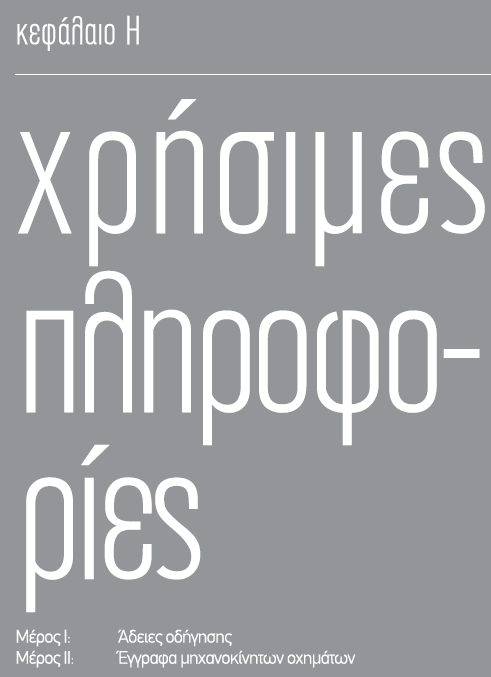 κεφάλαιο Η
χρήσιμες
πληροφο-
ρίες
Μέρος Ι: Άδειες οδήγησης
Μέρος ΙΙ: Έγγραφα μηχανοκίνητων οχημάτων